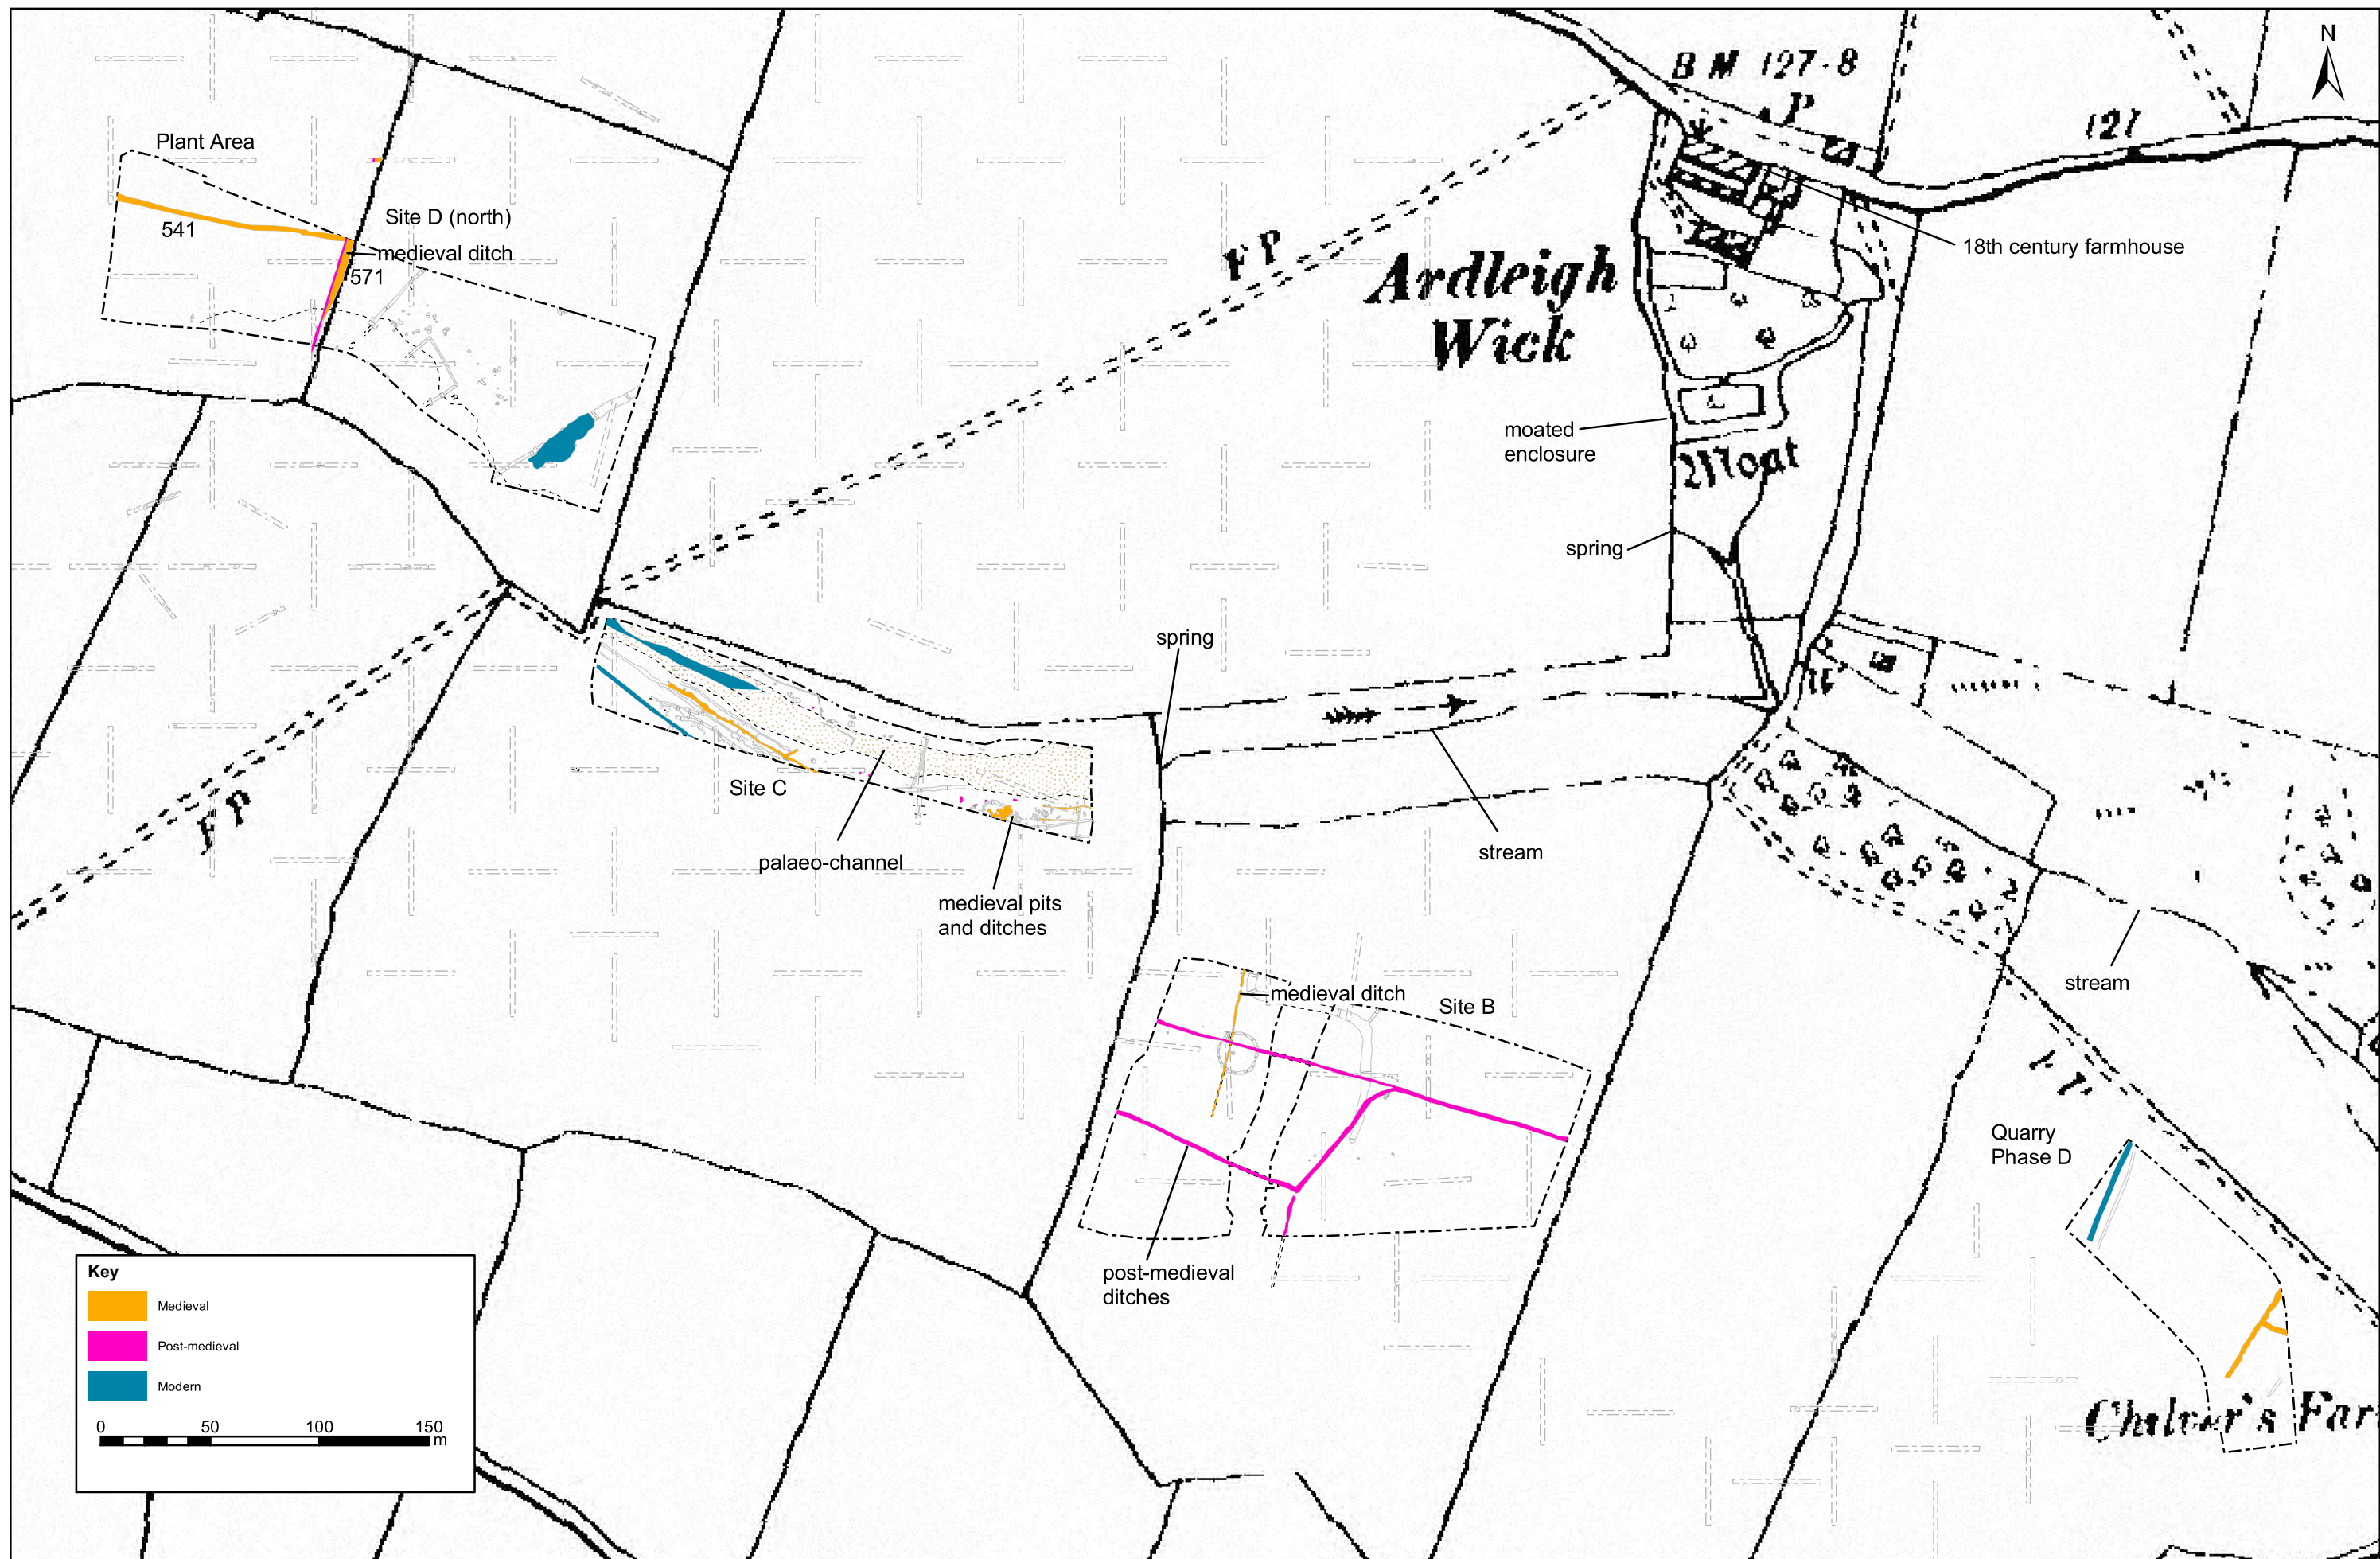 N
B M 127·8
P
121
Plant Area
Site D (north)
541
medieval ditch
571
18th century farmhouse
F P
Ardleigh
Wick
moated
enclosure
Moat
spring
spring
Site C
F P
palaeo-channel
stream
medieval pits
and ditches
medieval ditch
Site B
stream
F P
Quarry
Phase D
post-medieval
ditches
Key
Medieval
Post-medieval
Modern
0 50 100 150
m
Chilver's Far